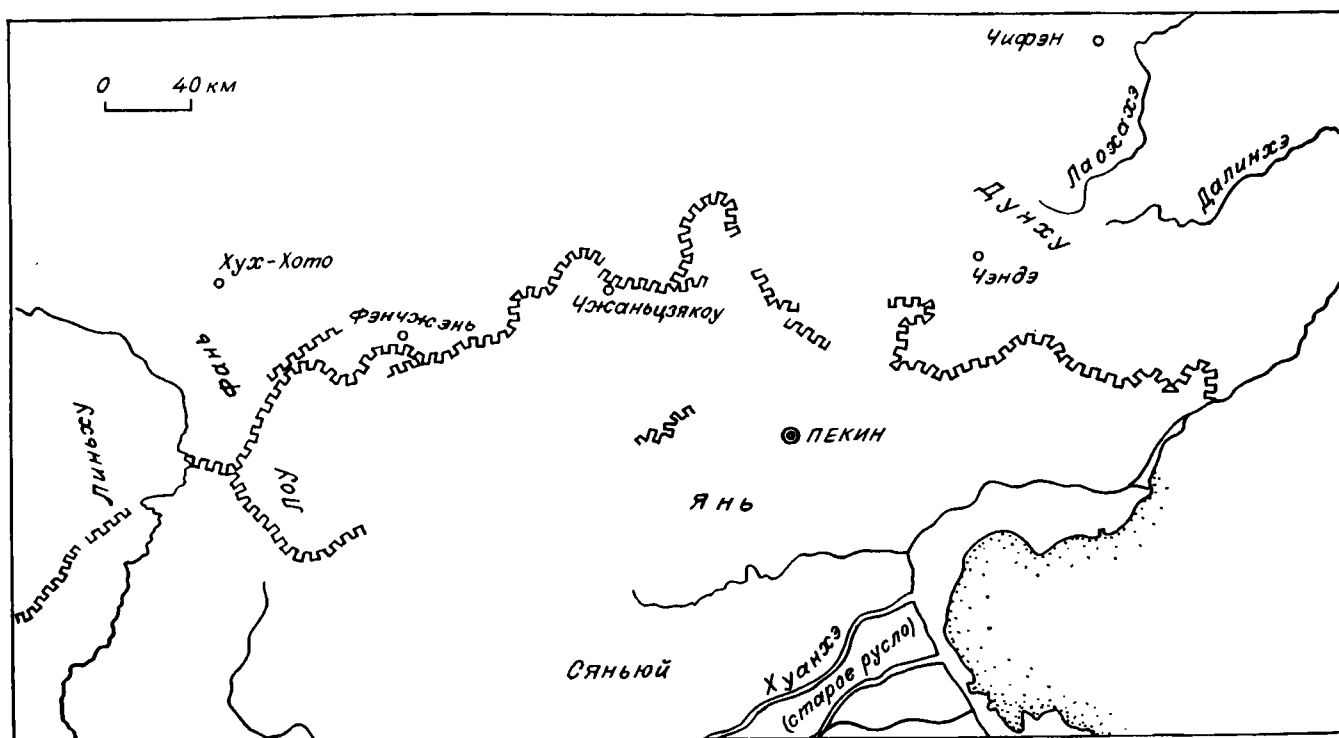 Чифэн
0 40 км
Лаохахэ
Далинхэ
Дунху
Хух-Хото
Чэндэ
Чжаньцзякоу
Фэнчжэнь
Фань
Линьху
ПЕКИН
Лоу
Янь
Сяньюй
Хуанхэ
(старое русло)